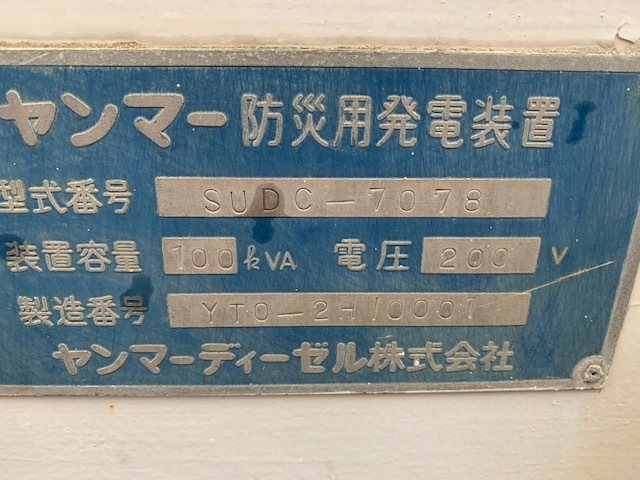 ヤンマー防災用発電装置
型式番号 SUDC-7078
装置容量 100 kVA 電圧 200 V
製造番号 YTO-2H10001
ヤンマーディーゼル株式会社